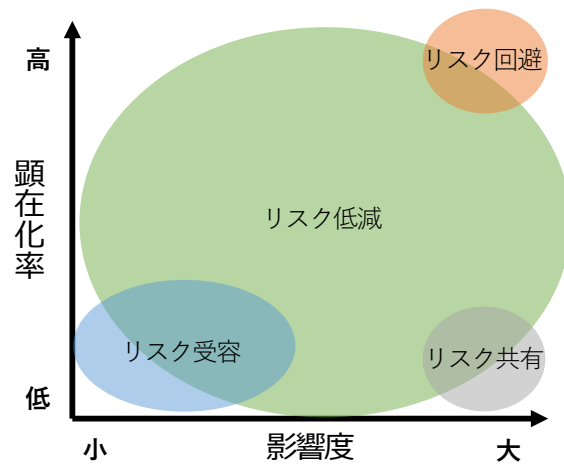 高
リスク回避
顕在化率
リスク低減
リスク受容
リスク共有
低
小
影響度
大